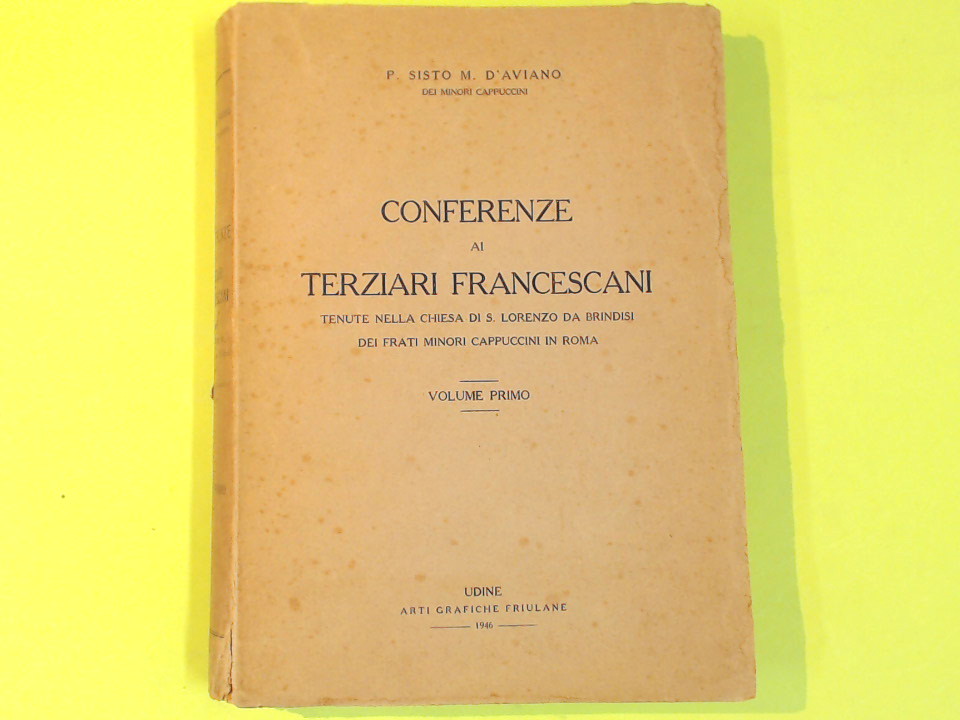 P. SISTO M. D'AVIANO
DEI MINORI CAPPUCCINI
CONFERENZE
AI
TERZIARI FRANCESCANI
TENUTE NELLA CHIESA DI S. LORENZO DA BRINDISI
DEI FRATI MINORI CAPPUCCINI IN ROMA
VOLUME PRIMO
UDINE
ARTI GRAFICHE FRIULANE
1946